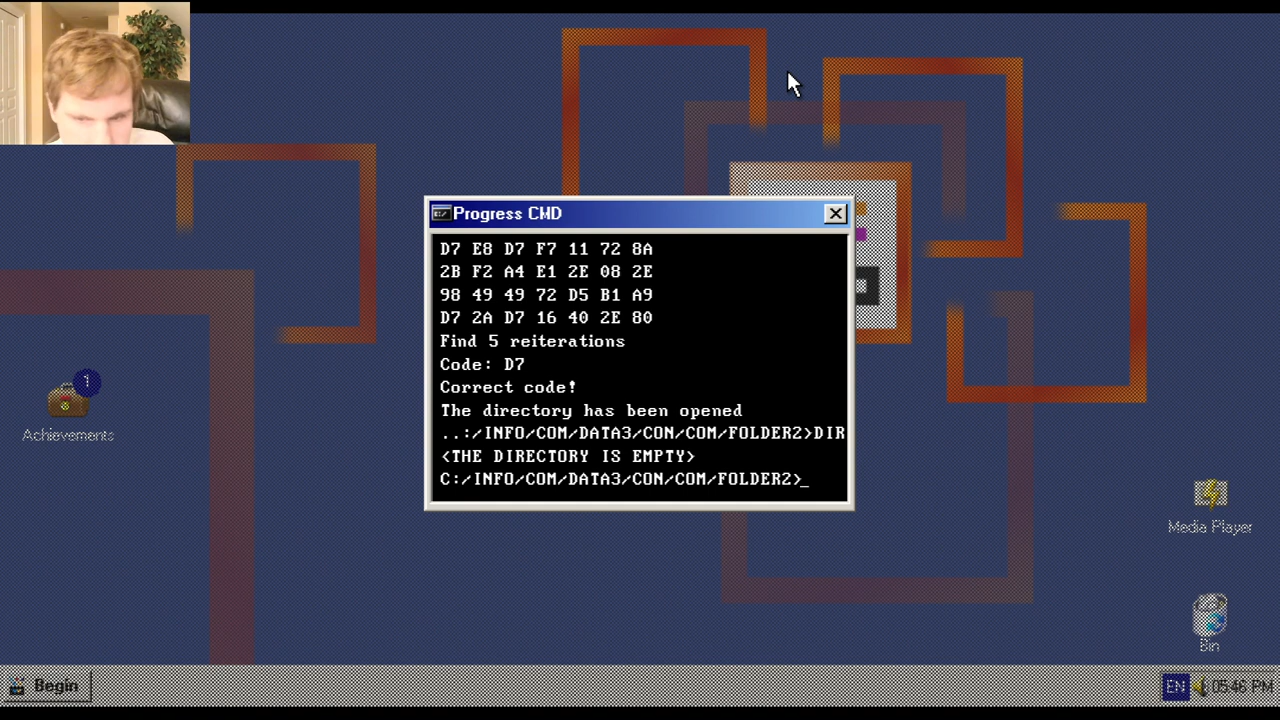 Progress CMD
D7 E8 D7 F7 11 72 8A
2B F2 A4 E1 2E 08 2E
98 49 49 72 D5 B1 A9
D7 2A D7 16 40 2E 80
Find 5 reiterations
Code: D7
Correct code!
The directory has been opened
..:/INFO/COM/DATA3/CON/COM/FOLDER2>DIR
<THE DIRECTORY IS EMPTY>
C:/INFO/COM/DATA3/CON/COM/FOLDER2>_
1
Achievements
Media Player
Bin
Begin
EN
05:46 PM